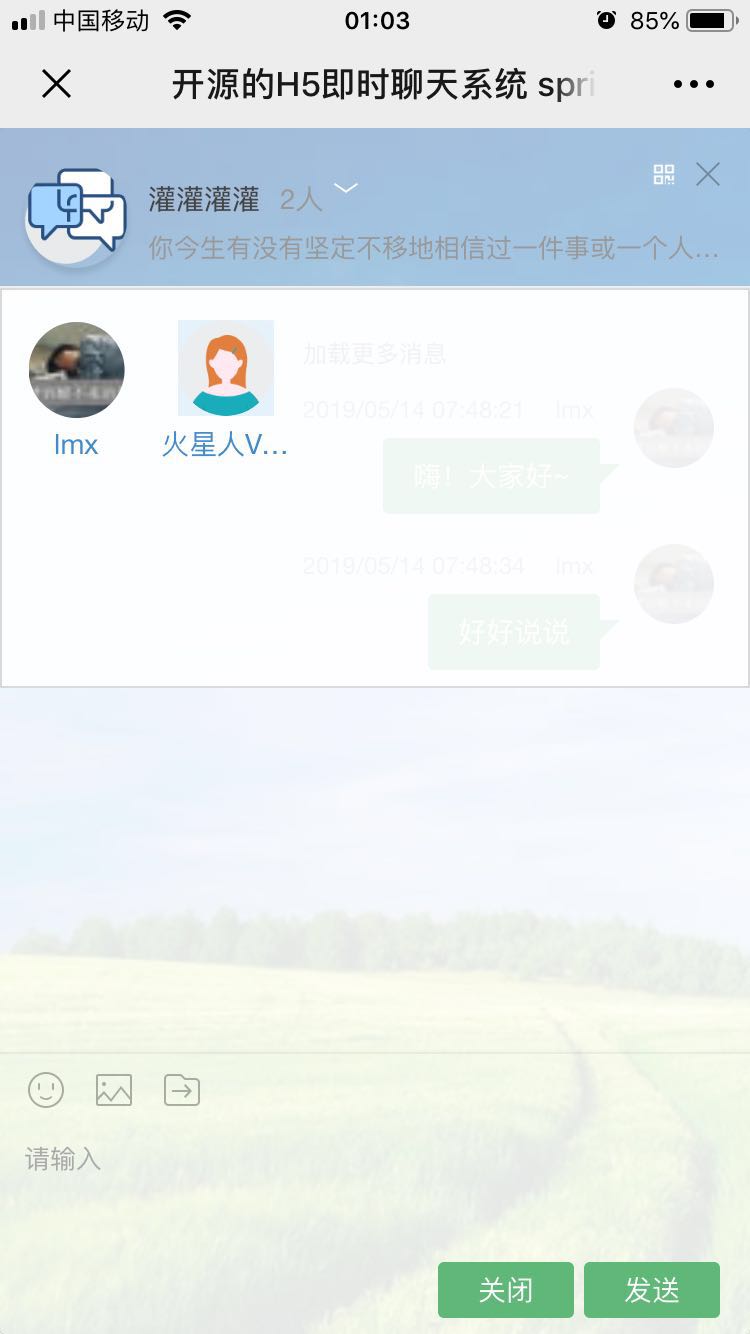 中国移动
01:03
85%
开源的H5即时聊天系统 spri
灌灌灌灌 2人
你今生有没有坚定不移地相信过一件事或一个人...
lmx
火星人V...
加载更多消息
2019/05/14 07:48:21 lmx
嗨！大家好~
2019/05/14 07:48:34 lmx
好好说说
请输入
关闭
发送